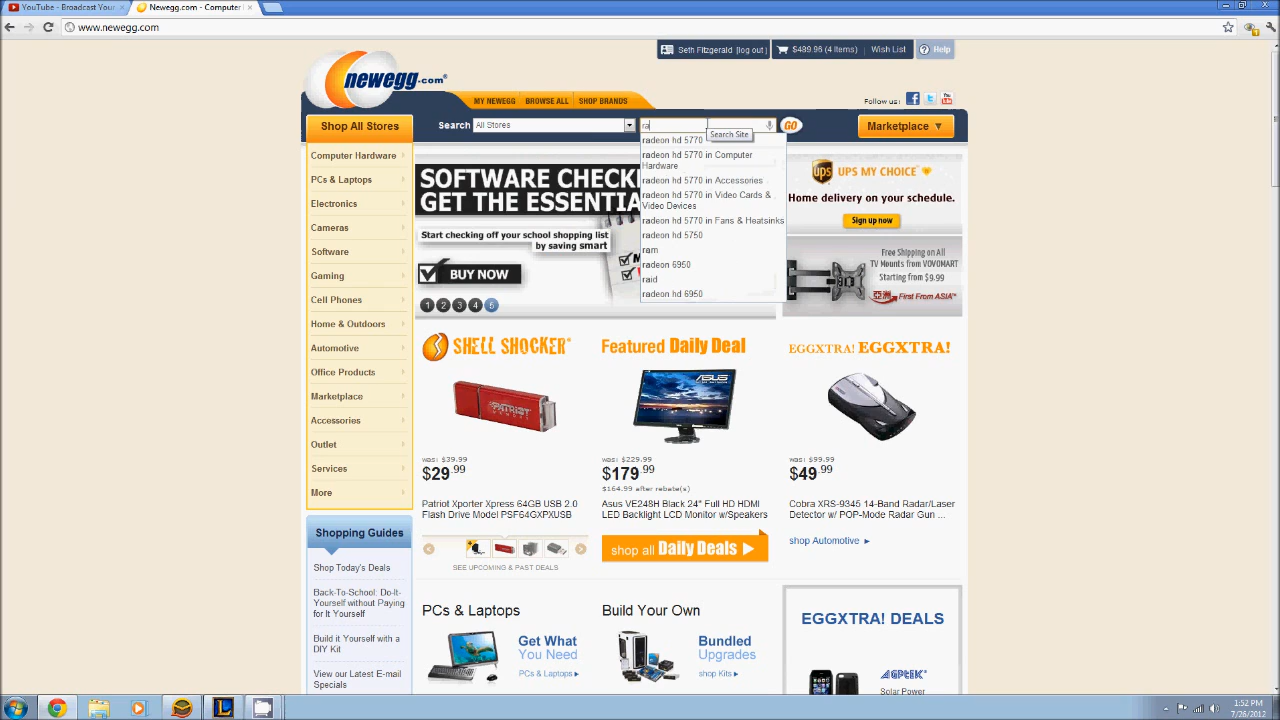 YouTube - Broadcast Your
Newegg.com - Computer
www.newegg.com
Seth Fitzgerald [log out]
$489.96 (4 Items)
Wish List
Help
newegg.com
MY NEWEGG
BROWSE ALL
SHOP BRANDS
Follow us:
Shop All Stores
Search
All Stores
ra
GO
Marketplace ▼
Search Site
radeon hd 5770
radeon hd 5770 in Computer
Hardware
radeon hd 5770 in Accessories
radeon hd 5770 in Video Cards &
Video Devices
radeon hd 5770 in Fans & Heatsinks
radeon hd 5750
ram
radeon 6950
raid
radeon hd 6950
Computer Hardware
PCs & Laptops
Electronics
Cameras
Software
Gaming
Cell Phones
Home & Outdoors
Automotive
Office Products
Marketplace
Accessories
Outlet
Services
More
SOFTWARE CHECK
GET THE ESSENTIA
Start checking off your school shopping list
by saving smart
BUY NOW
1 2 3 4 5
ups
UPS MY CHOICE
Home delivery on your schedule.
Sign up now
Free Shipping on All
TV Mounts from VOVOMART
Starting from $9.99
First From ASIA™
SHELL SHOCKER®
was: $39.99
$29.99
Patriot Xporter Xpress 64GB USB 2.0
Flash Drive Model PSF64GXPXUSB
SEE UPCOMING & PAST DEALS
Featured Daily Deal
was: $229.99
$179.99
$164.99 after rebate(s)
Asus VE248H Black 24" Full HD HDMI
LED Backlight LCD Monitor w/Speakers
shop all Daily Deals
EGGXTRA! EGGXTRA!
was: $99.99
$49.99
Cobra XRS-9345 14-Band Radar/Laser
Detector w/ POP-Mode Radar Gun ...
shop Automotive
Shopping Guides
Shop Today's Deals
Back-To-School: Do-It-
Yourself without Paying
for It Yourself
Build it Yourself with a
DIY Kit
View our Latest E-mail
Specials
PCs & Laptops
Get What
You Need
PCs & Laptops
Build Your Own
Bundled
Upgrades
shop Kits
EGGXTRA! DEALS
Solar Power
1:52 PM
7/26/2012